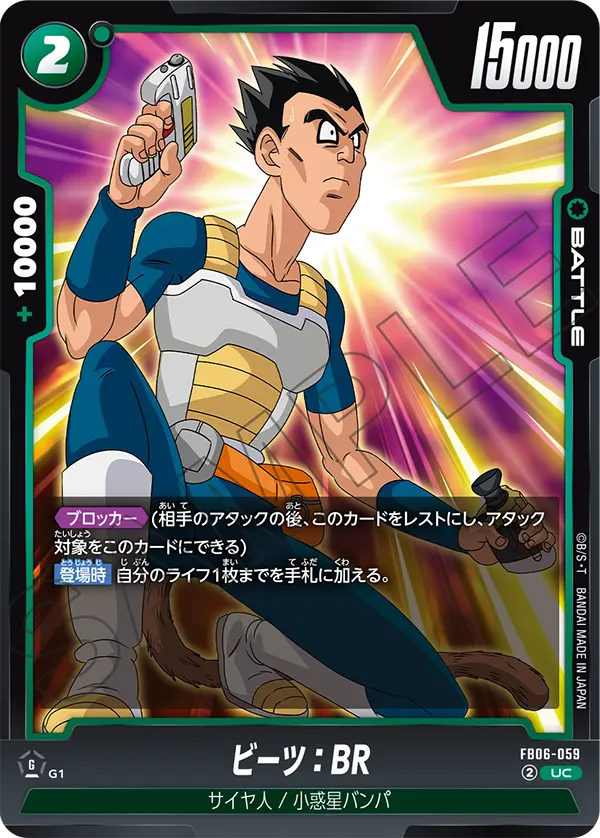 2
15000
+10000
BATTLE
SAMPLE
ブロッカー (相手のアタックの後、このカードをレストにし、アタック
対象をこのカードにできる)
登場時 自分のライフ1枚までを手札に加える。
©B/S・T BANDAI MADE IN JAPAN
G
G1
ビーツ:BR
FB06-059
2 UC
サイヤ人 / 小惑星バンパ